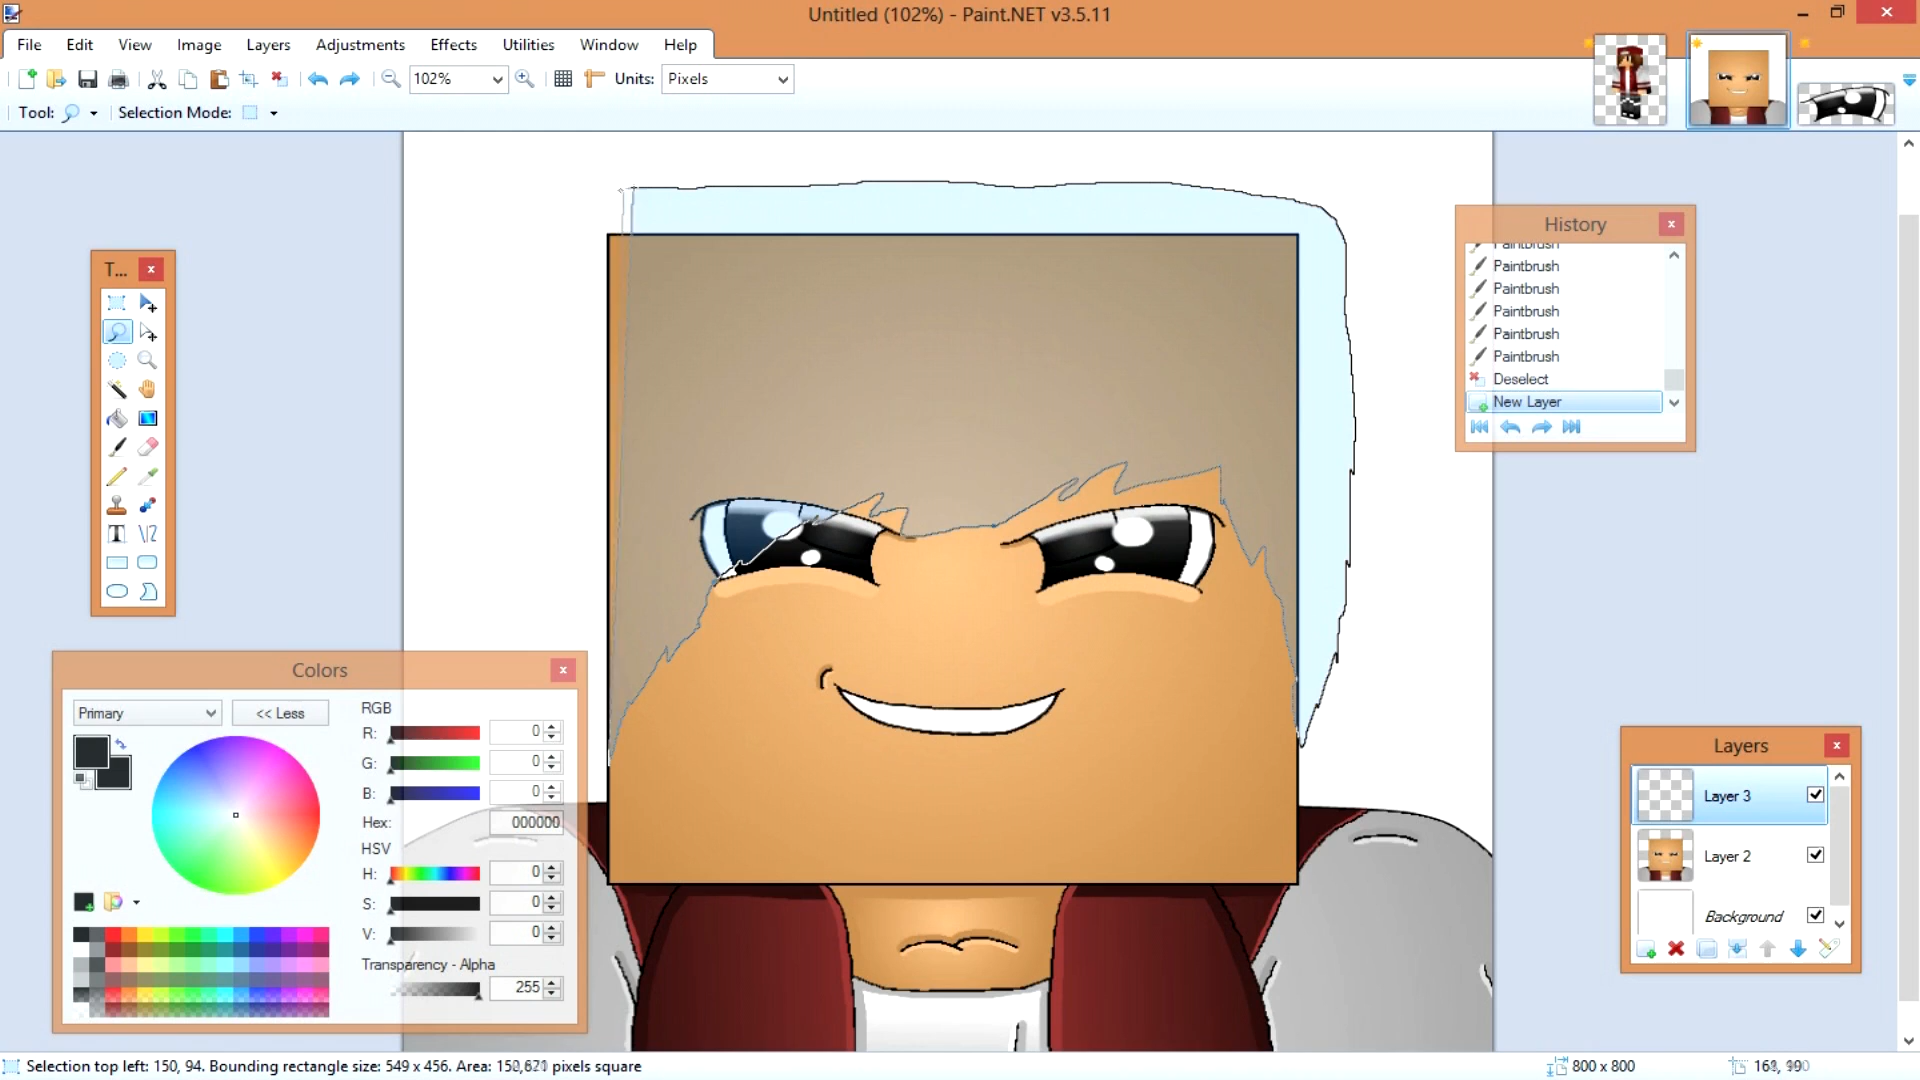 Untitled (102%) - Paint.NET v3.5.11
File Edit View Image Layers Adjustments Effects Utilities Window Help
102% Units: Pixels
Tool: Selection Mode:
History
Paintbrush
Paintbrush
Paintbrush
Paintbrush
Paintbrush
Paintbrush
Deselect
New Layer
T...
Colors
Primary << Less
RGB
R: 0
G: 0
B: 0
Hex: 000000
HSV
H: 0
S: 0
V: 0
Transparency - Alpha
255
Layers
Layer 3
Layer 2
Background
Selection top left: 150, 94. Bounding rectangle size: 549 x 456. Area: pixels square
800 x 800